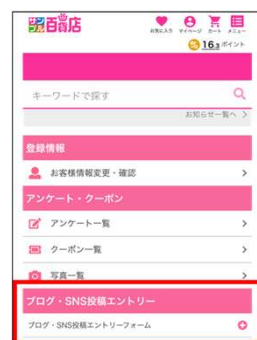 サンプル百貨店
お気に入り マイページ カート メニュー
16.3 ポイント
キーワードで探す
お知らせ一覧へ >
登録情報
お客様情報変更・確認
アンケート・クーポン
アンケート一覧
クーポン一覧
写真一覧
ブログ・SNS投稿エントリー
ブログ・SNS投稿エントリーフォーム